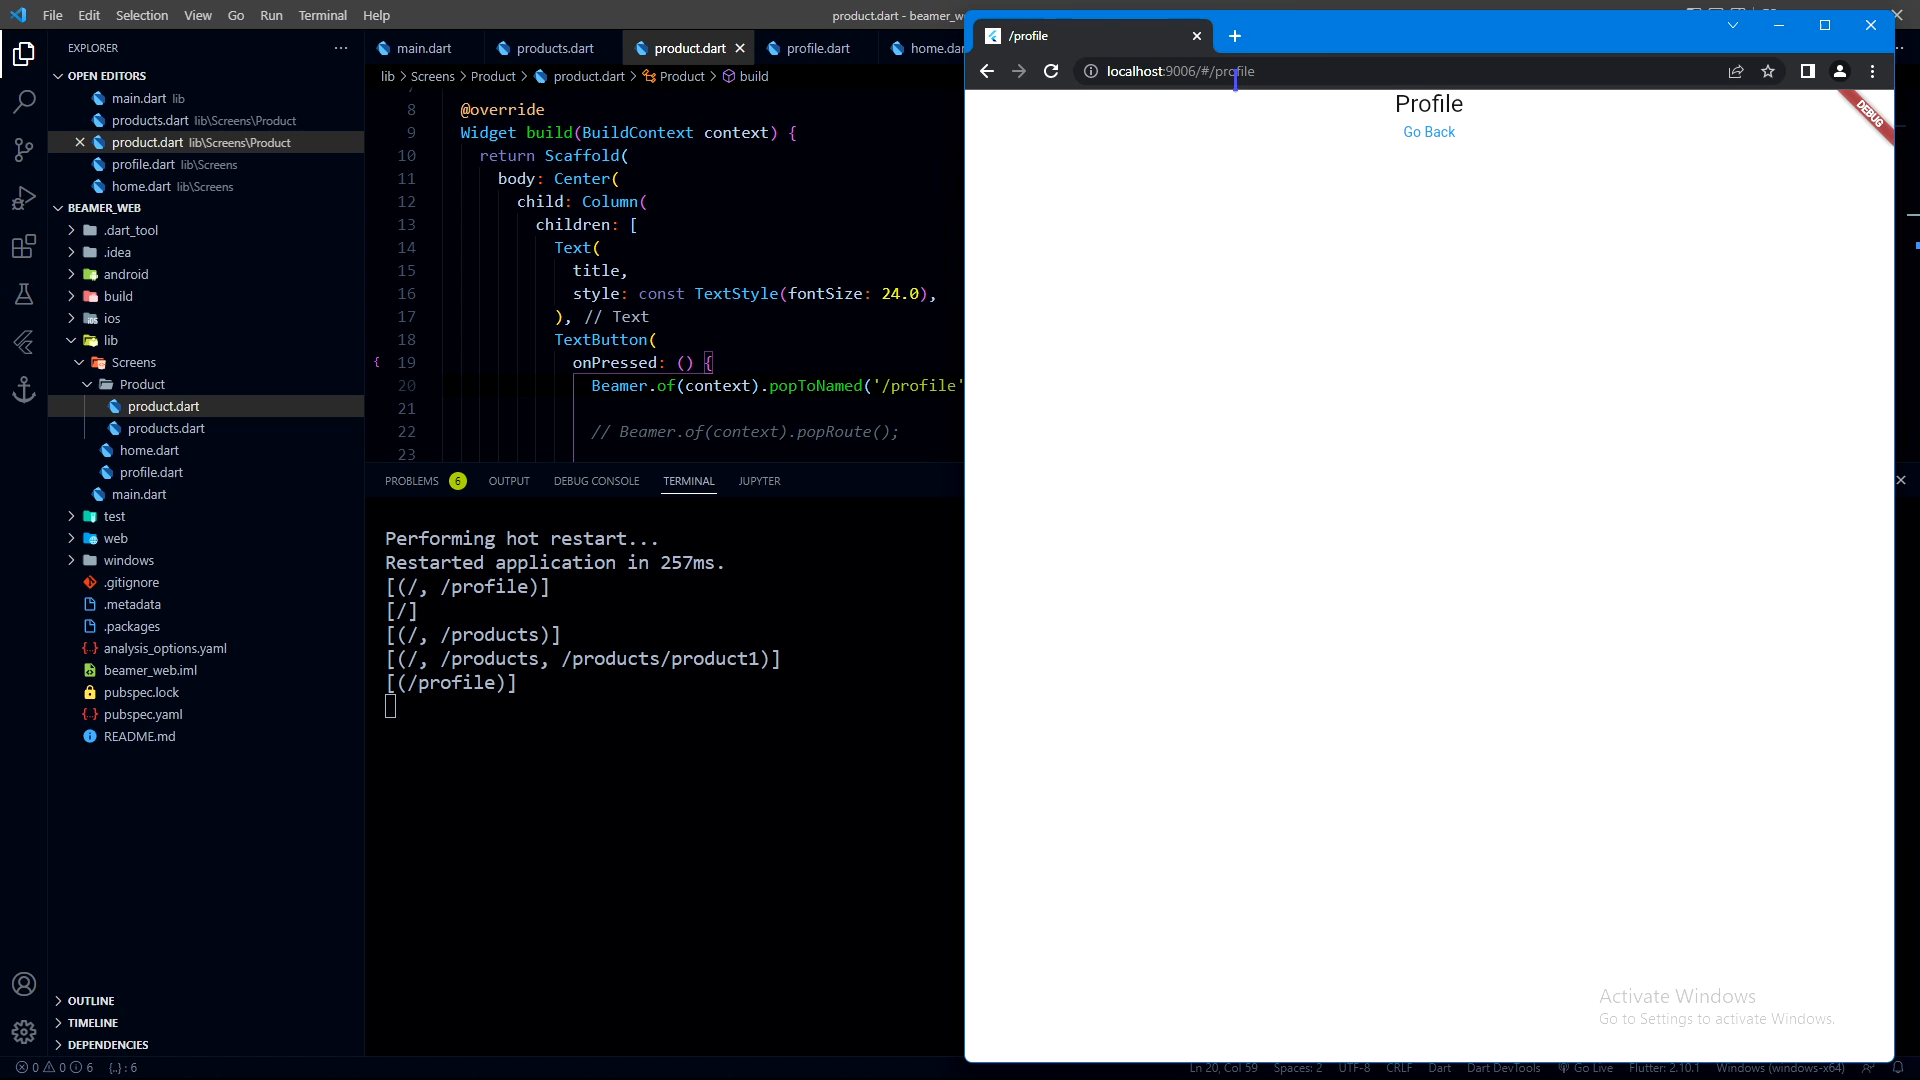 File Edit Selection View Go Run Terminal Help
product.dart - beamer_w
EXPLORER
OPEN EDITORS
main.dart lib
products.dart lib\Screens\Product
product.dart lib\Screens\Product
profile.dart lib\Screens
home.dart lib\Screens
BEAMER_WEB
.dart_tool
.idea
android
build
ios
lib
Screens
Product
product.dart
products.dart
home.dart
profile.dart
main.dart
test
web
windows
.gitignore
.metadata
.packages
analysis_options.yaml
beamer_web.iml
pubspec.lock
pubspec.yaml
README.md
OUTLINE
TIMELINE
DEPENDENCIES
main.dart products.dart product.dart profile.dart home.dar
lib > Screens > Product > product.dart > Product > build
8 @override
9 Widget build(BuildContext context) {
10 return Scaffold(
11 body: Center(
12 child: Column(
13 children: [
14 Text(
15 title,
16 style: const TextStyle(fontSize: 24.0),
17 ), // Text
18 TextButton(
19 onPressed: () {
20 Beamer.of(context).popToNamed('/profile'
21
22 // Beamer.of(context).popRoute();
23
PROBLEMS 6 OUTPUT DEBUG CONSOLE TERMINAL JUPYTER
Performing hot restart...
Restarted application in 257ms.
[(/, /profile)]
[/]
[(/, /products)]
[(/, /products, /products/product1)]
[(/profile)]
/profile
localhost:9006/#/profile
Profile
Go Back
DEBUG
Activate Windows
Go to Settings to activate Windows.
0 0 6 {..} : 6
Ln 20, Col 59 Spaces: 2 UTF-8 CRLF Dart Dart DevTools Go Live Flutter: 2.10.1 Windows (windows-x64)